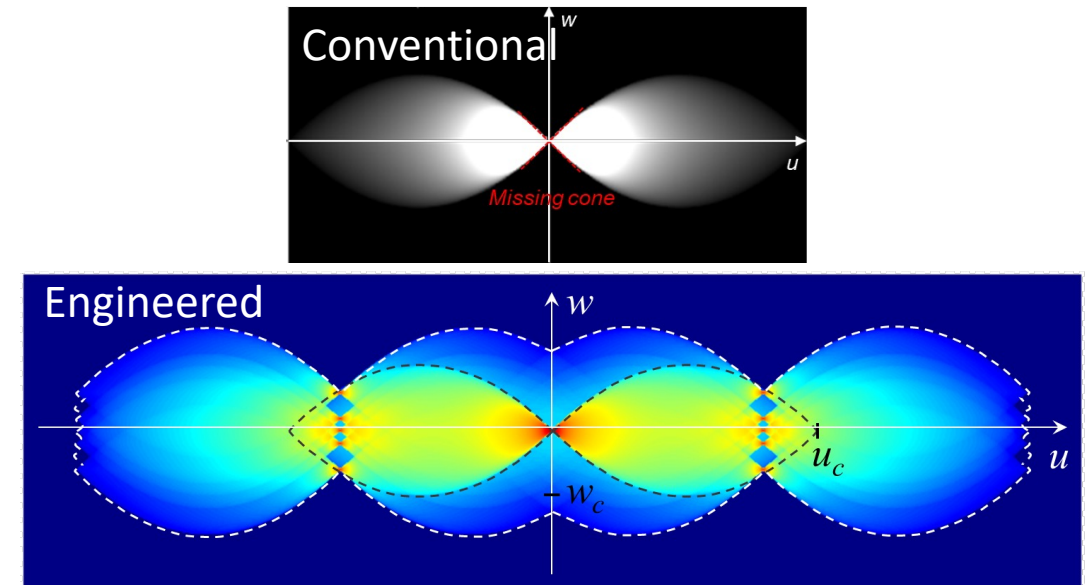 w
Conventional
u
Missing cone
Engineered
w
u_c
u
w_c